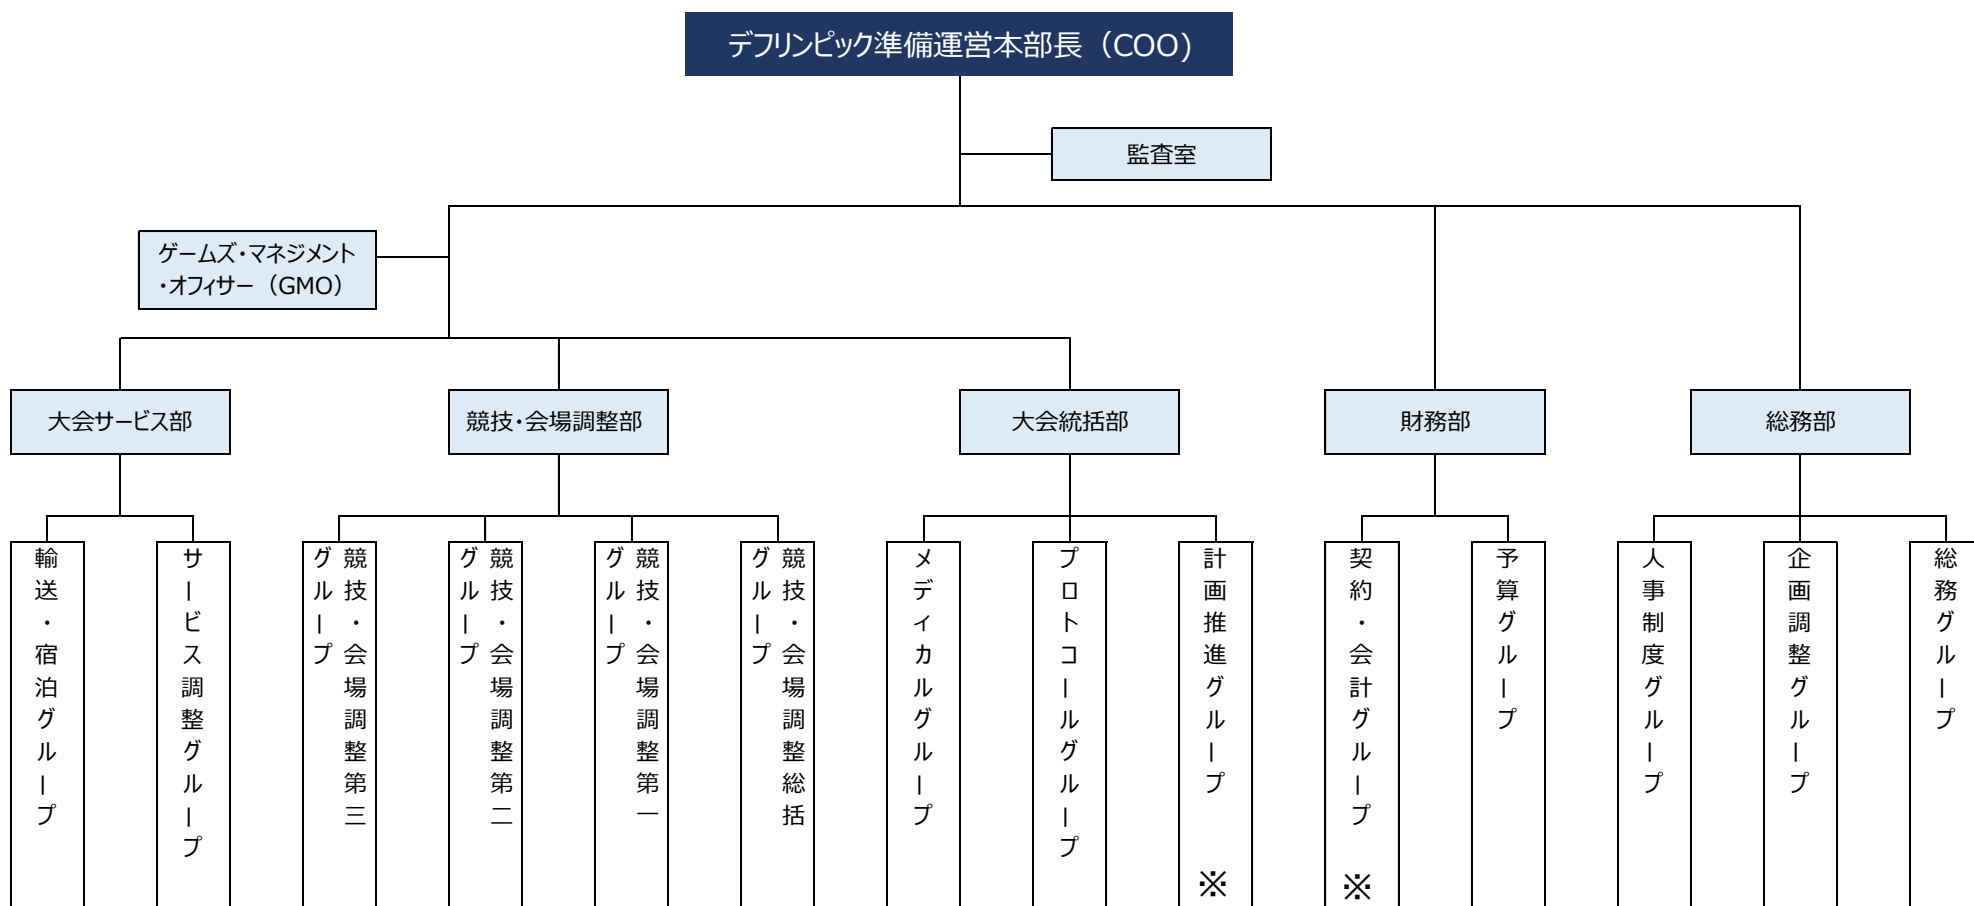 デフリンピック準備運営本部長（COO)
監査室
ゲームズ・マネジメント
・オフィサー（GMO）
大会サービス部
競技・会場調整部
大会統括部
財務部
総務部
輸送・宿泊グループ
サービス調整グループ
競技・会場調整第三
グループ
競技・会場調整第二
グループ
競技・会場調整第一
グループ
競技・会場調整総括
グループ
メディカルグループ
プロトコールグループ
計画推進グループ ※
契約・会計グループ ※
予算グループ
人事制度グループ
企画調整グループ
総務グループ